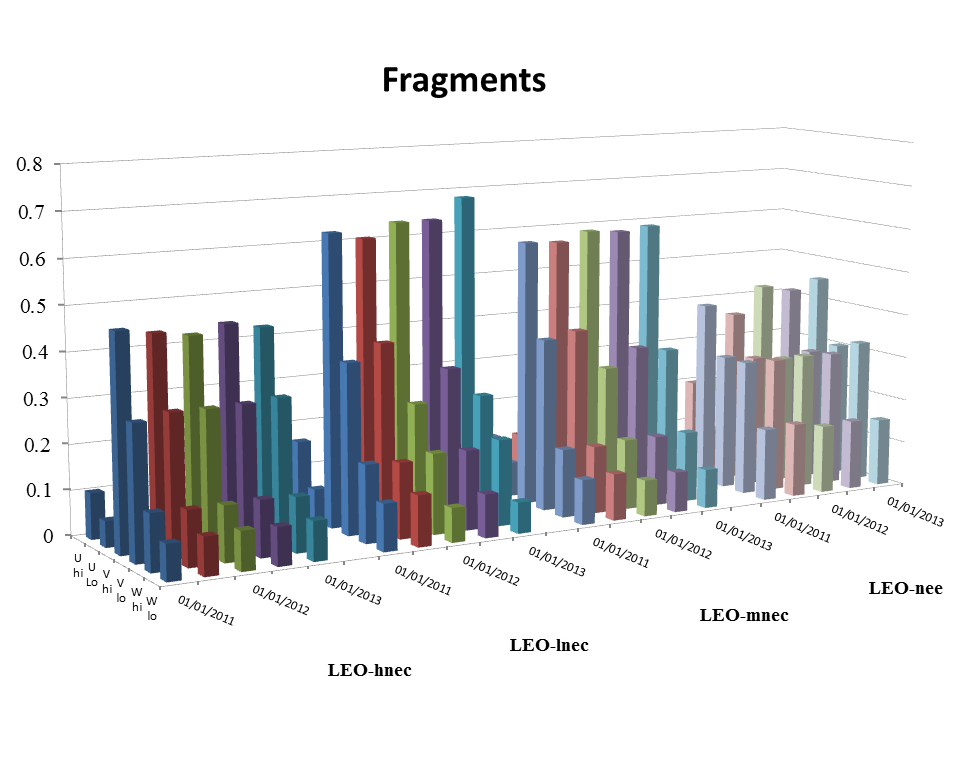 Fragments
0.8
0.7
0.6
0.5
0.4
0.3
0.2
0.1
0
U hi
U Lo
V hi
V lo
W hi
W lo
01/01/2011
01/01/2012
01/01/2013
01/01/2011
01/01/2012
01/01/2013
01/01/2011
01/01/2012
01/01/2013
01/01/2011
01/01/2012
01/01/2013
LEO-hnec
LEO-lnec
LEO-mnec
LEO-nee